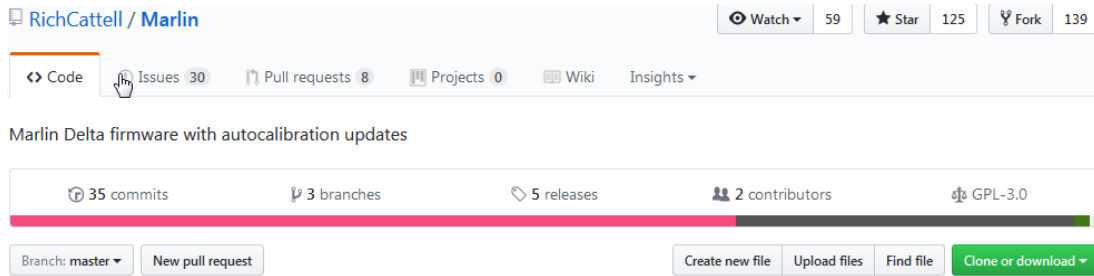 RichCattell / Marlin Watch 59 Star 125 Fork 139
Code Issues 30 Pull requests 8 Projects 0 Wiki Insights
Marlin Delta firmware with autocalibration updates
35 commits 3 branches 5 releases 2 contributors GPL-3.0
Branch: master New pull request Create new file Upload files Find file Clone or download